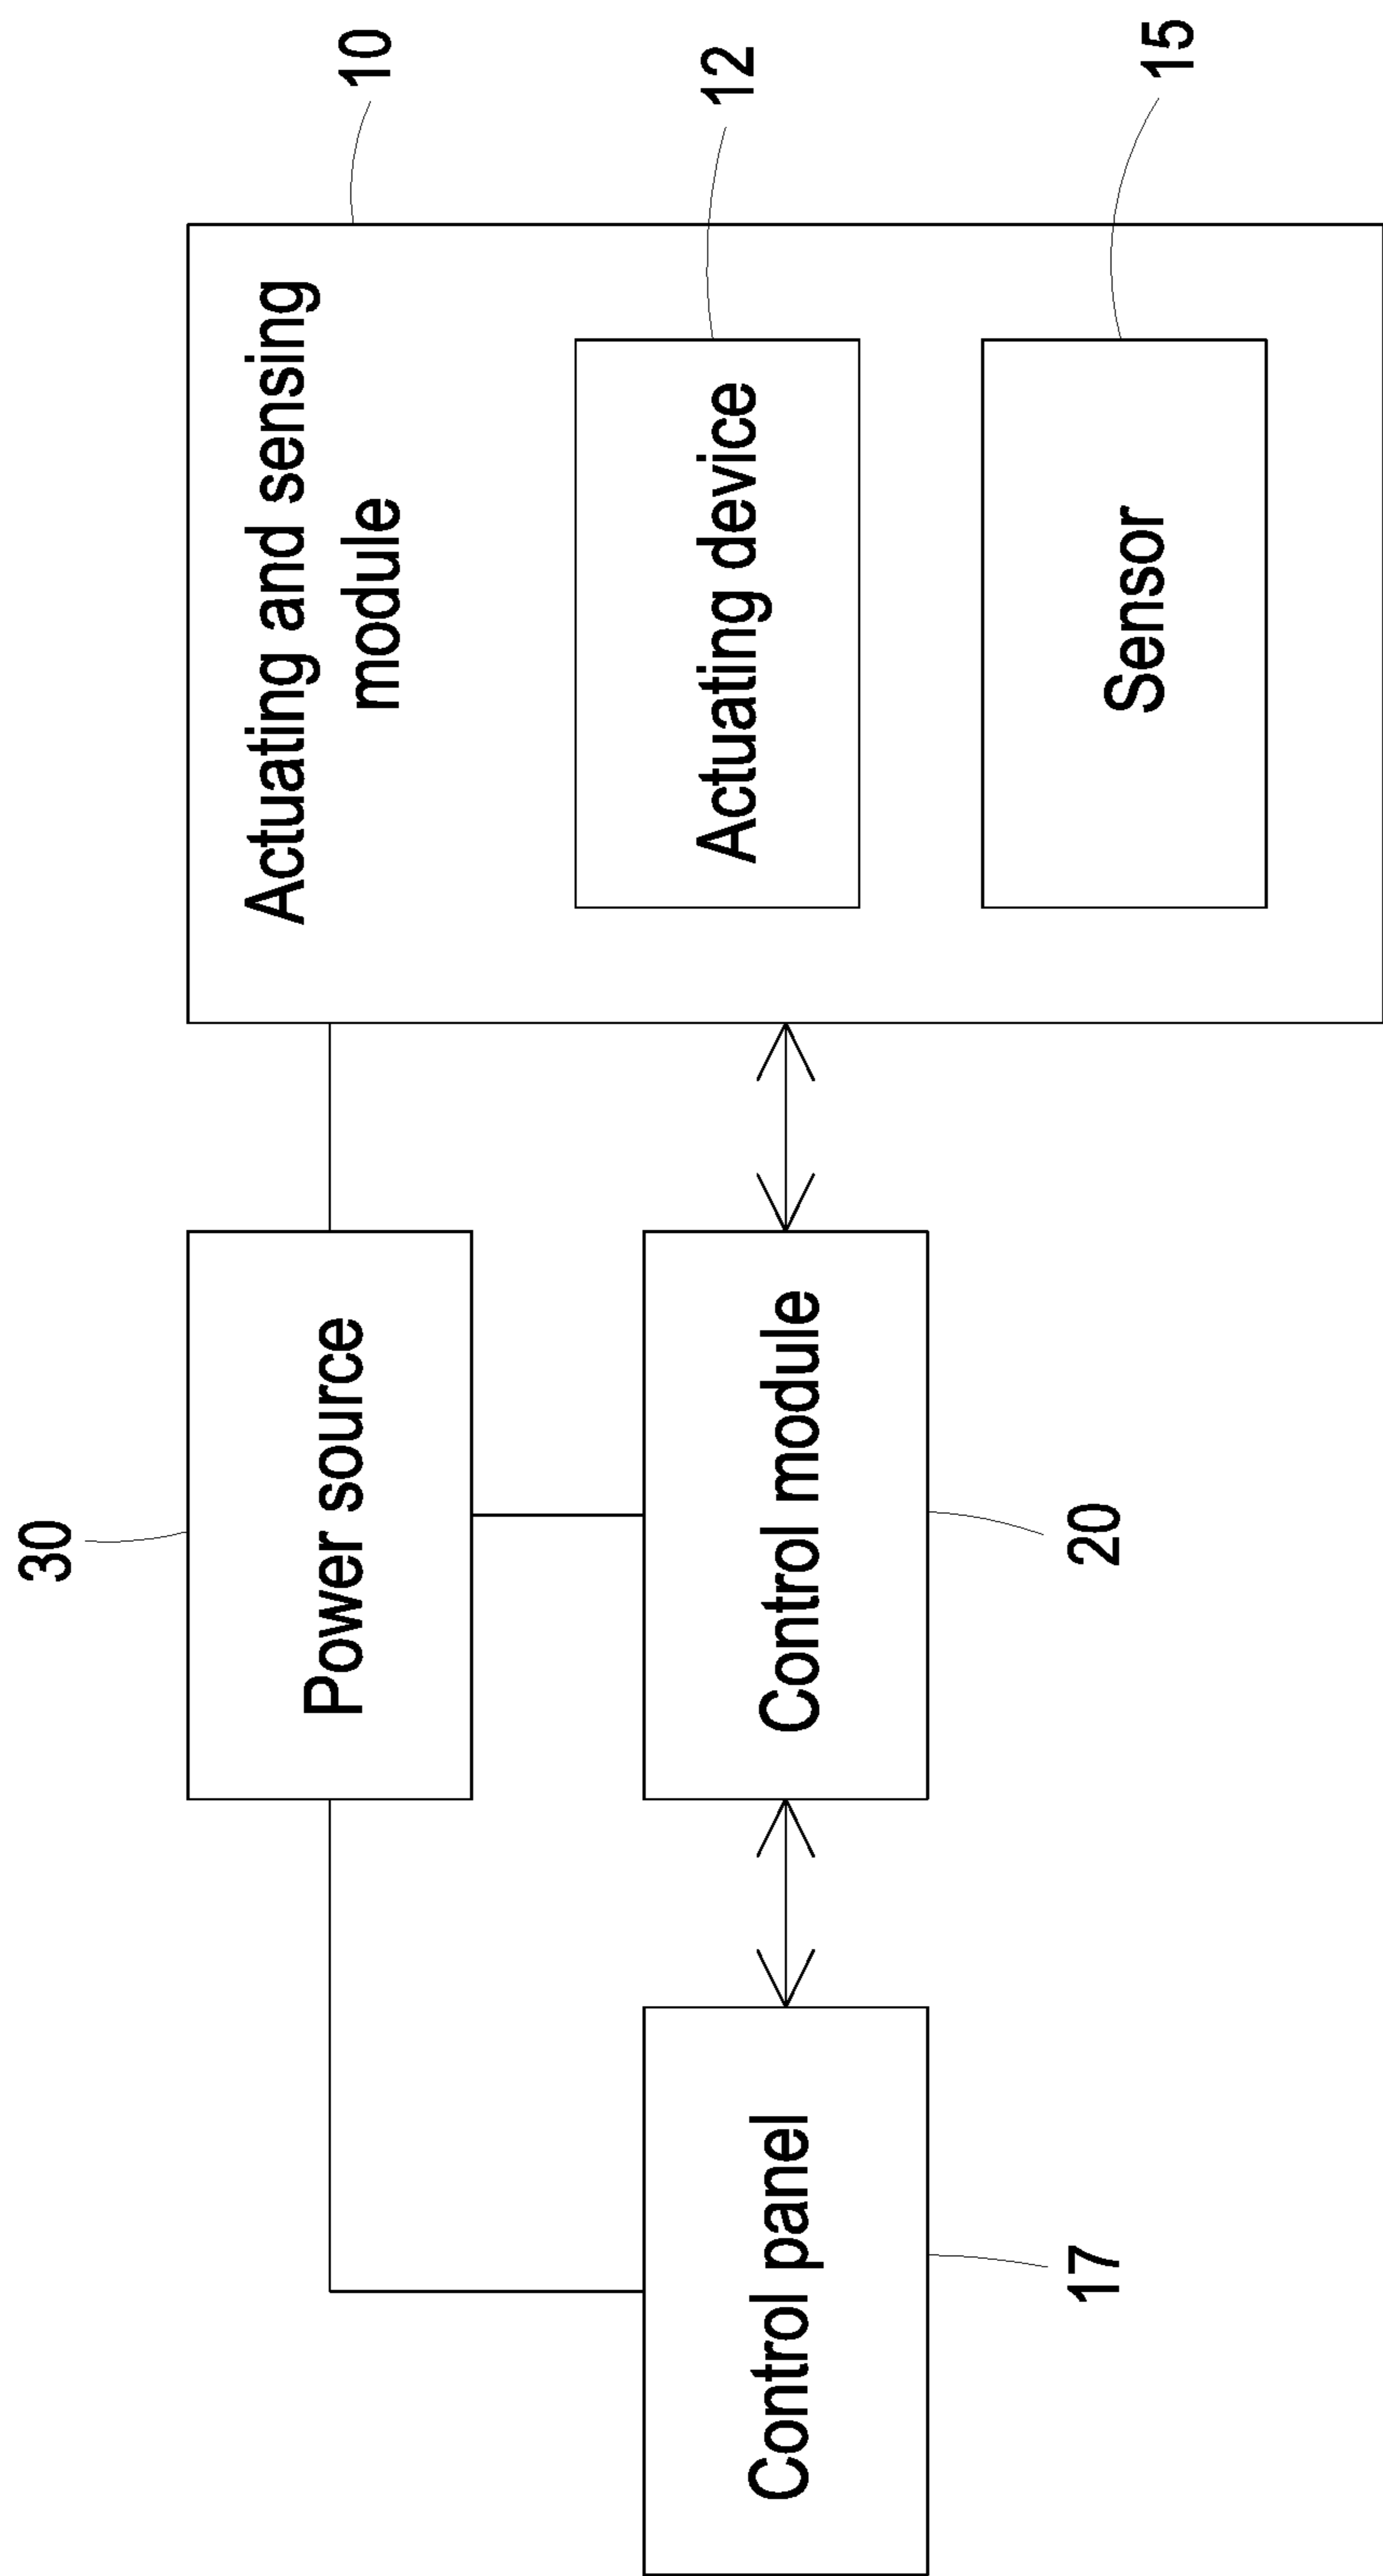 30
Power source
Actuating and sensing
module
10
Actuating device
12
Control panel
Control module
Sensor
15
17
20